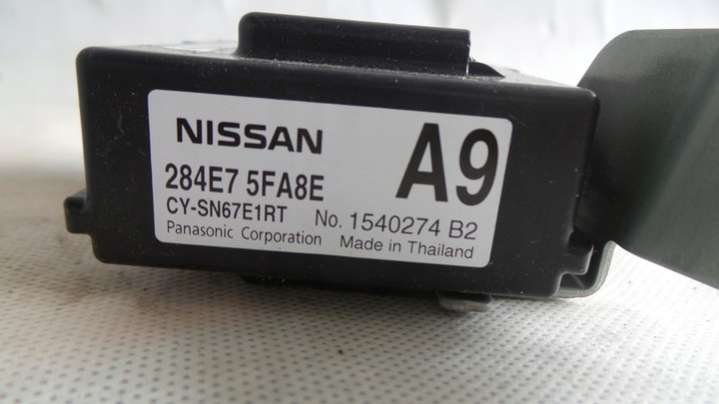 NISSAN A9
284E7 5FA8E
CY-SN67E1RT No. 1540274 B2
Panasonic Corporation Made in Thailand